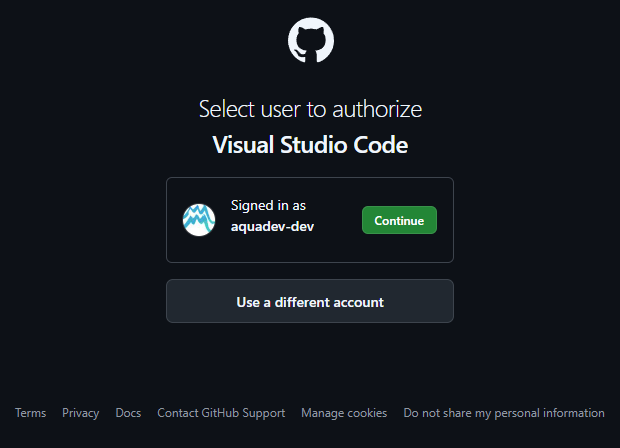 Select user to authorize
Visual Studio Code
Signed in as
aquadev-dev
Continue
Use a different account
Terms Privacy Docs Contact GitHub Support Manage cookies Do not share my personal information